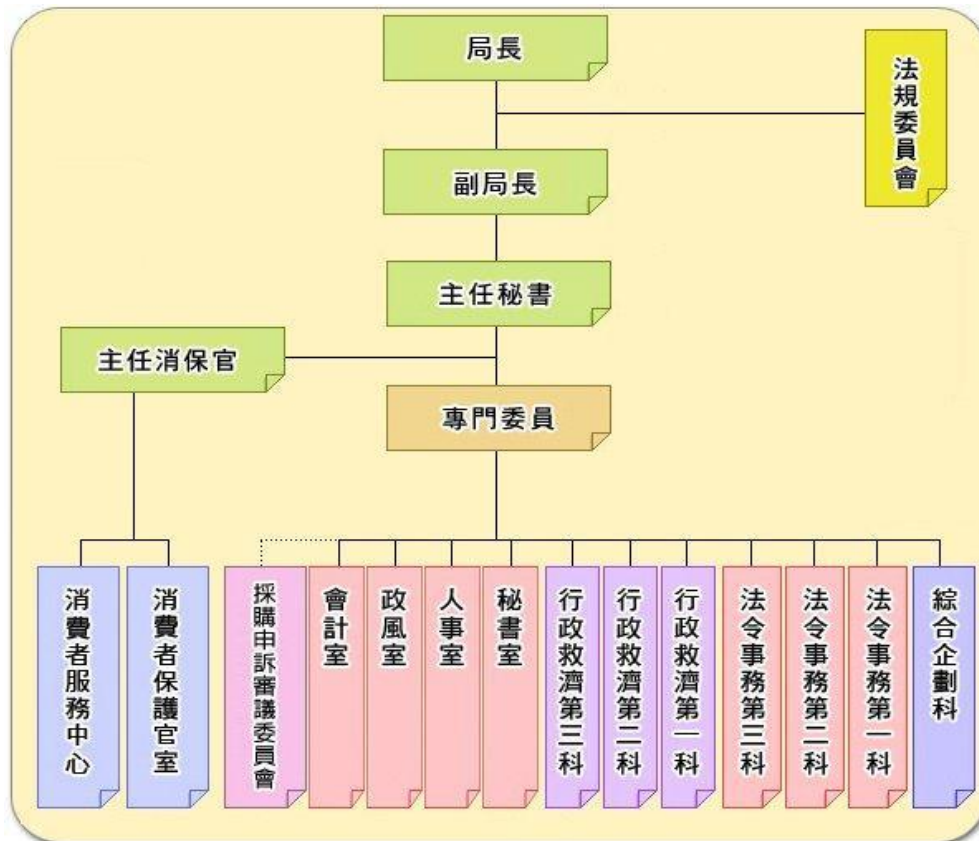 局長
法規委員會
副局長
主任秘書
主任消保官
專門委員
消費者服務中心
消費者保護官室
採購申訴審議委員會
會計室
政風室
人事室
秘書室
行政救濟第三科
行政救濟第二科
行政救濟第一科
法令事務第三科
法令事務第二科
法令事務第一科
綜合企劃科